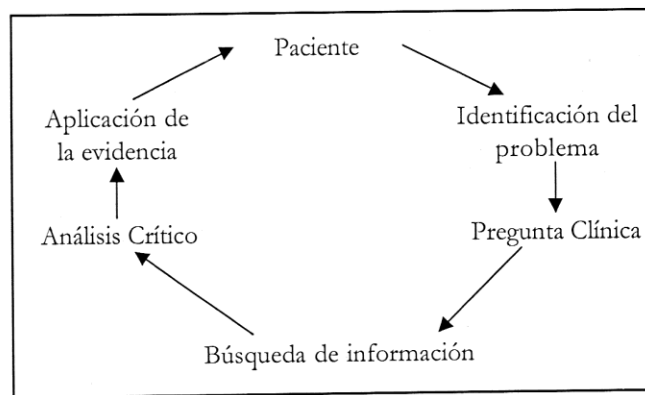 Paciente
Identificación del
problema
Pregunta Clínica
Búsqueda de información
Análisis Crítico
Aplicación de
la evidencia